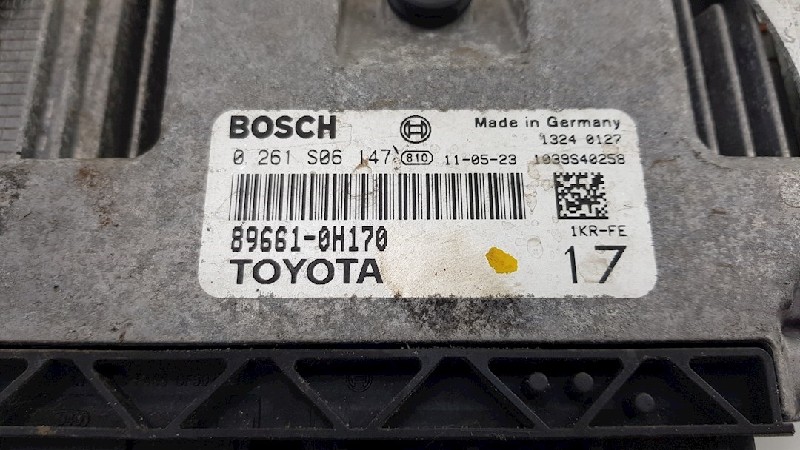 BOSCH Made in Germany
1324 0127
0 261 S06 147 810 11-05-23 1039S40259
89661-0H170 1KR-FE
TOYOTA 17